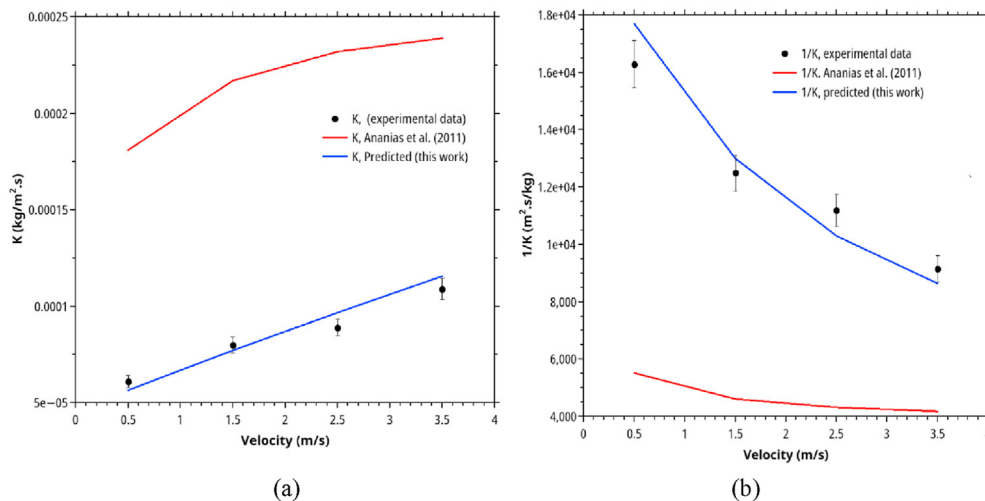 (a)
0.00025
0.0002
0.00015
0.0001
5e−05
K (kg/m².s)
K, (experimental data)
K, Ananias et al. (2011)
K, Predicted (this work)
0 0.5 1 1.5 2 2.5 3 3.5 4
Velocity (m/s)
(a)
(b)
1.8e+04
1.6e+04
1.4e+04
1.2e+04
1e+04
8,000
6,000
4,000
1/K (m².s/kg)
1/K, experimental data
1/K. Ananias et al. (2011)
1/K, predicted (this work)
0 0.5 1 1.5 2 2.5 3 3.5
Velocity (m/s)
(b)